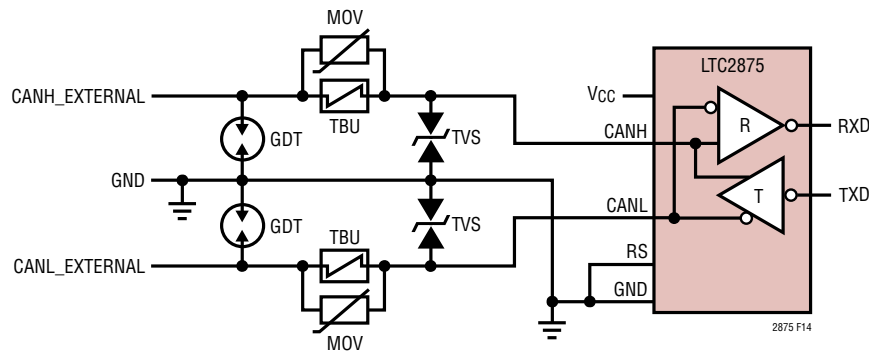 MOV
LTC2875
VCC
CANH_EXTERNAL
TBU
CANH
R
RXD
GDT
TVS
GND
T
TXD
CANL
GDT
TBU
TVS
CANL_EXTERNAL
RS
GND
MOV
2875 F14